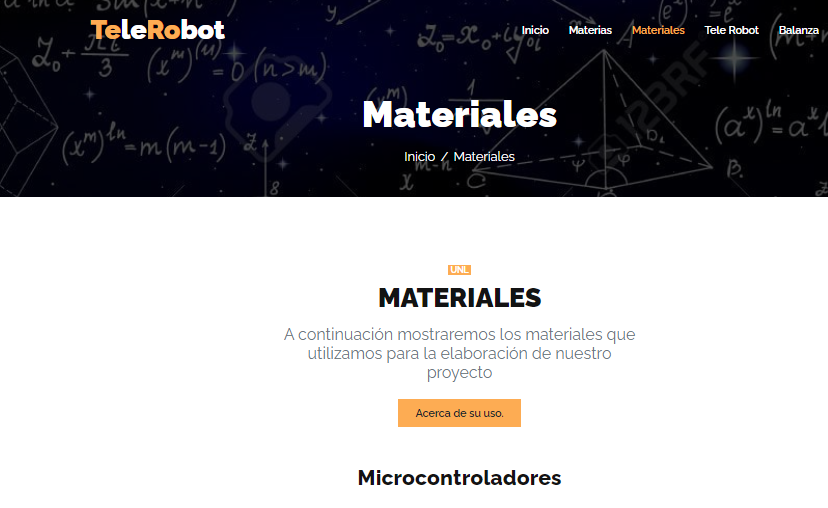 TeleRobot
Inicio Materias Materiales Tele Robot Balanza
Materiales
Inicio / Materiales
UNL
MATERIALES
A continuación mostraremos los materiales que
utilizamos para la elaboración de nuestro
proyecto
Acerca de su uso.
Microcontroladores